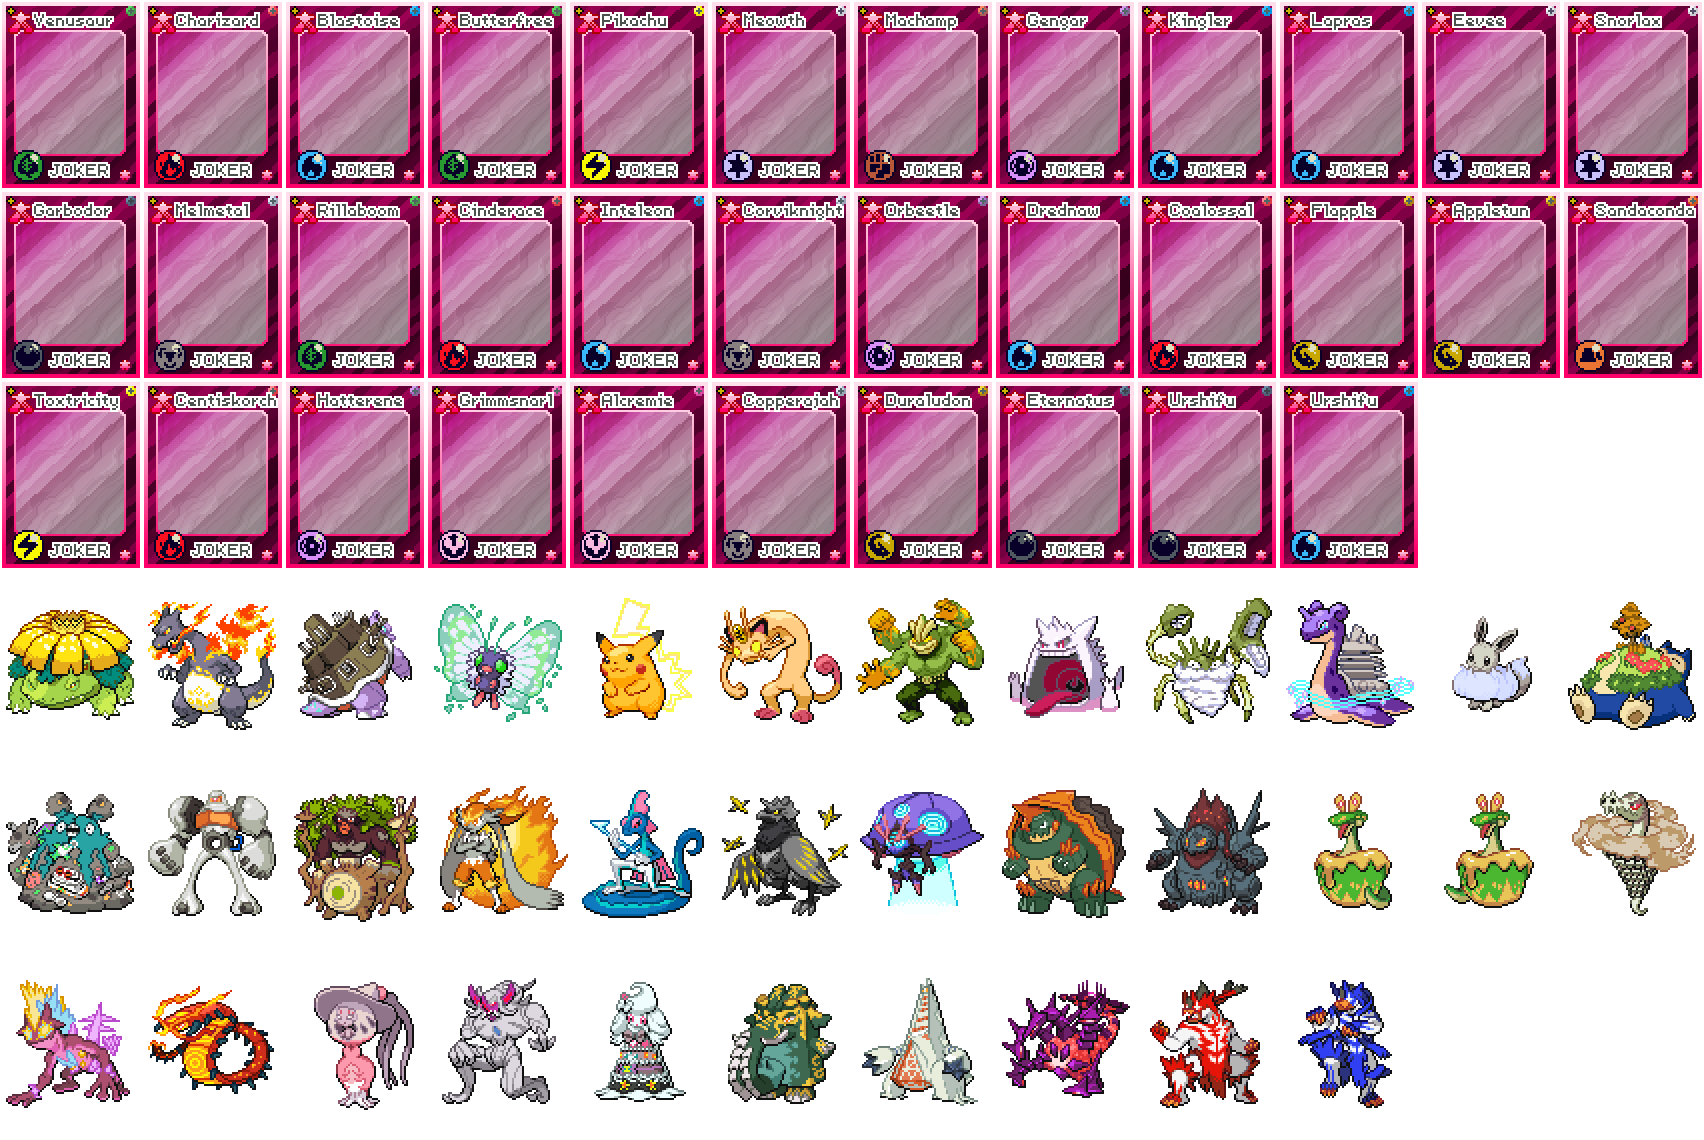 Venusaur Charizard Blastoise Butterfree Pikachu Meowth Machamp Gengar Kingler Lapras Eevee Snorlax
JOKER JOKER JOKER JOKER JOKER JOKER JOKER JOKER JOKER JOKER JOKER JOKER
Garbodor Melmetal Rillaboom Cinderace Inteleon Corviknight Orbeetle Drednaw Coalossal Flapple Appletun Sandaconda
JOKER JOKER JOKER JOKER JOKER JOKER JOKER JOKER JOKER JOKER JOKER JOKER
Toxtricity Centiskorch Hatterene Grimmsnarl Alcremie Copperajah Duraludon Eternatus Urshifu Urshifu
JOKER JOKER JOKER JOKER JOKER JOKER JOKER JOKER JOKER JOKER